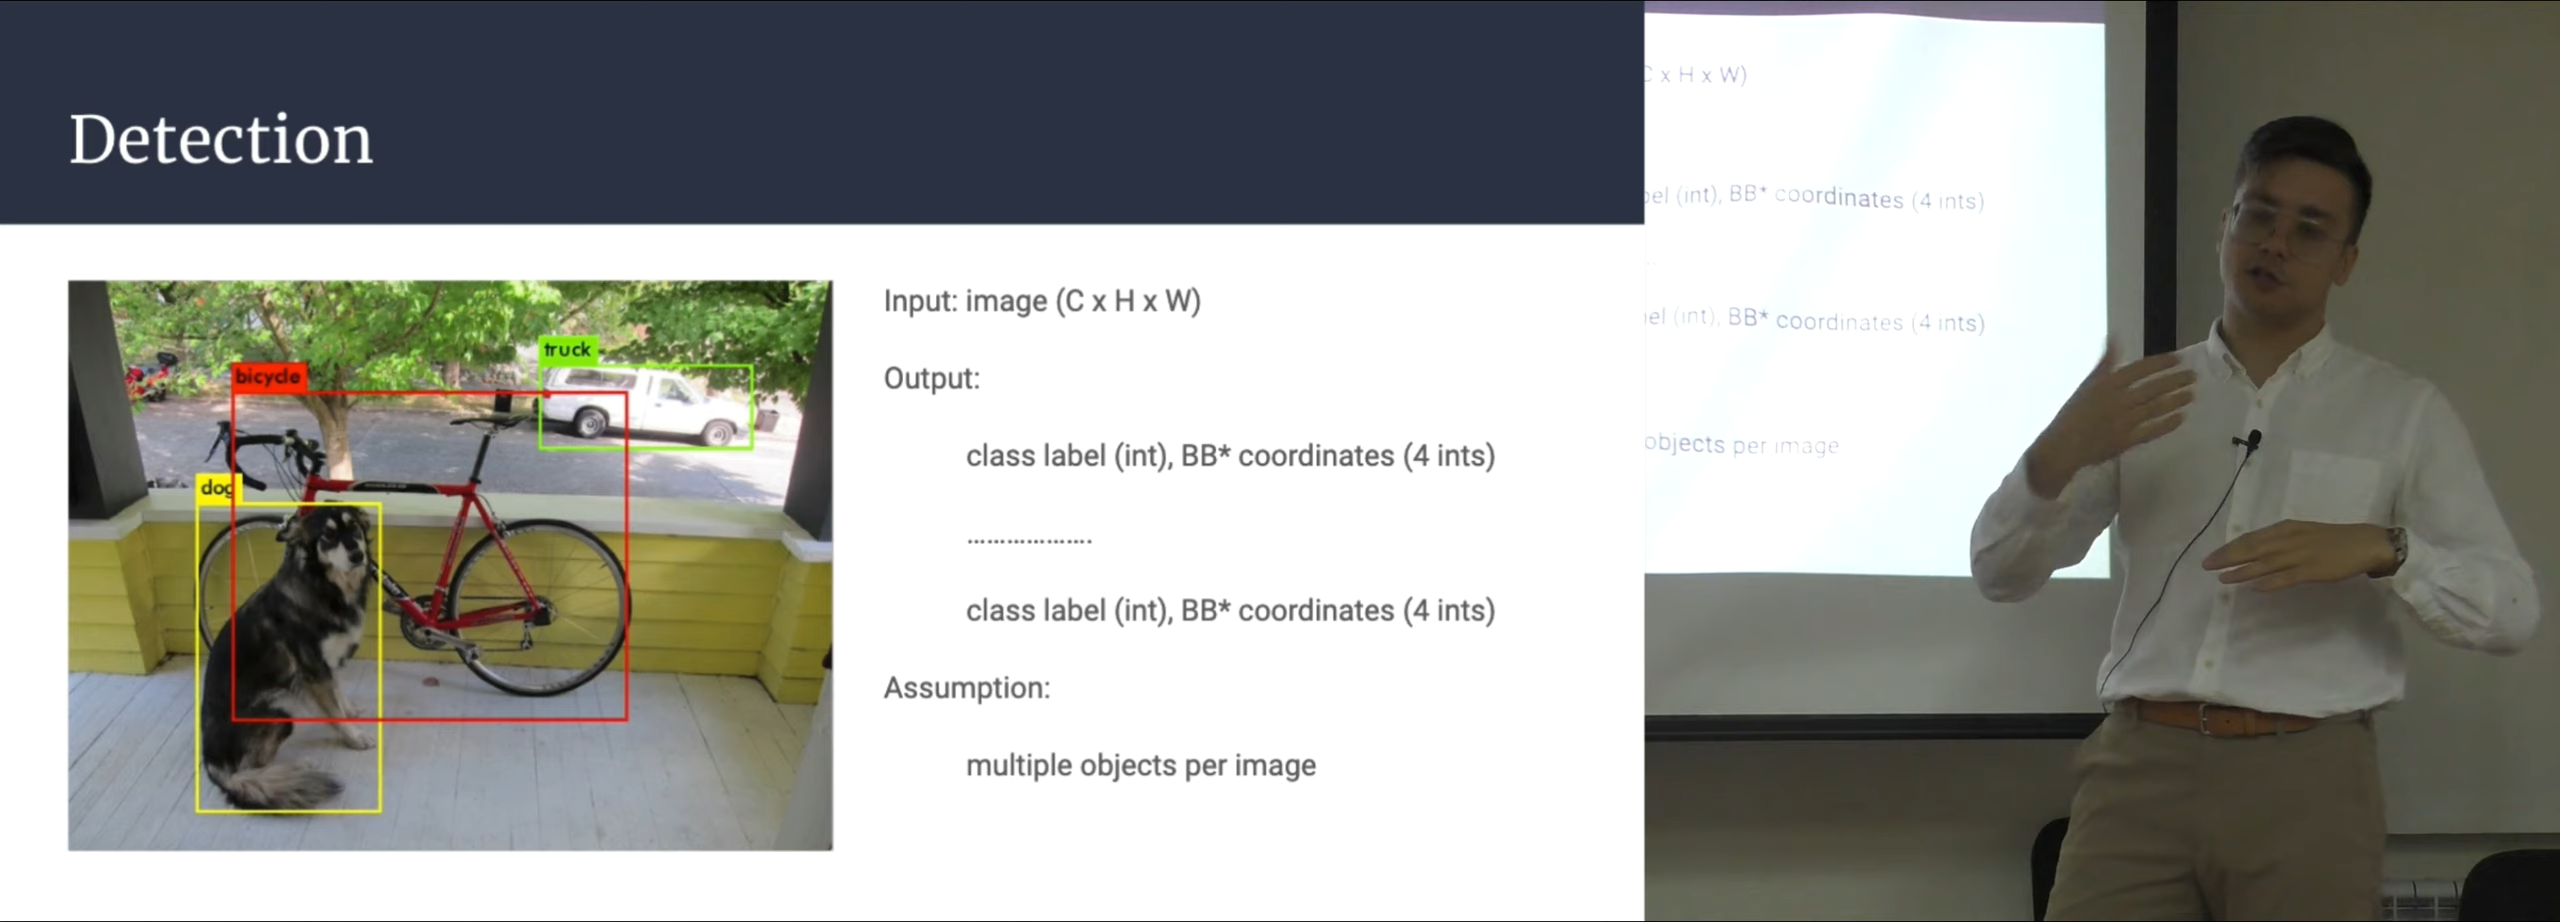 Detection
bicycle
truck
dog
Input: image (C x H x W)
Output:
class label (int), BB* coordinates (4 ints)
………………….
class label (int), BB* coordinates (4 ints)
Assumption:
multiple objects per image
C x H x W)
(int), BB* coordinates (4 ints)
(int), BB* coordinates (4 ints)
objects per image